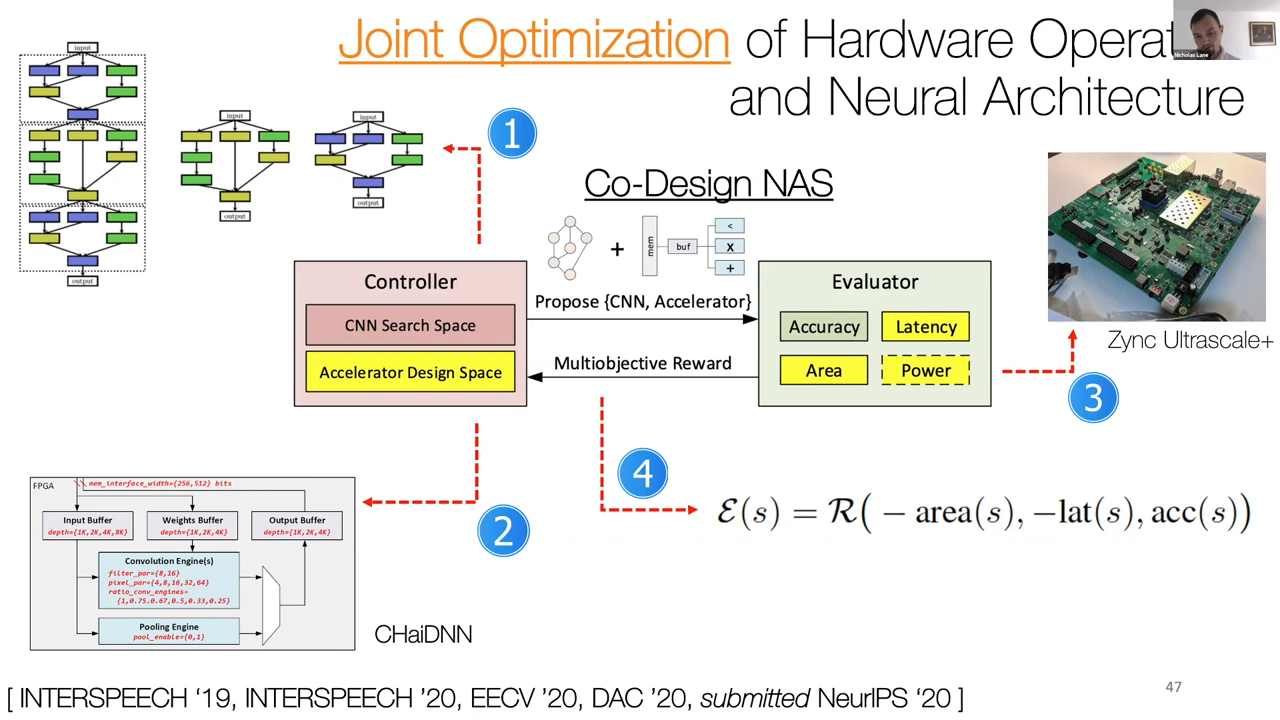 Joint Optimization of Hardware Operat
and Neural Architecture
Nicholas Lane
input
input
input
output
output
output
1
Co-Design NAS
+
mem
buf
<
X
+
Controller
CNN Search Space
Accelerator Design Space
Propose {CNN, Accelerator}
Multiobjective Reward
Evaluator
Accuracy
Latency
Area
Power
Zync Ultrascale+
3
4
2
ℰ(s) = ℛ( − area(s), −lat(s), acc(s))
FPGA
mem_interface_width={256,512} bits
Input Buffer
depth={1K,2K,4K,8K}
Weights Buffer
depth={1K,2K,4K}
Output Buffer
depth={1K,2K,4K}
Convolution Engine(s)
filter_par={8,16}
pixel_par={4,8,16,32,64}
ratio_conv_engines=
{1,0.75.0.67,0.5,0.33,0.25}
Pooling Engine
pool_enable={0,1}
CHaiDNN
[ INTERSPEECH ‘19, INTERSPEECH ’20, EECV ’20, DAC ’20, submitted NeurIPS ‘20 ]
47